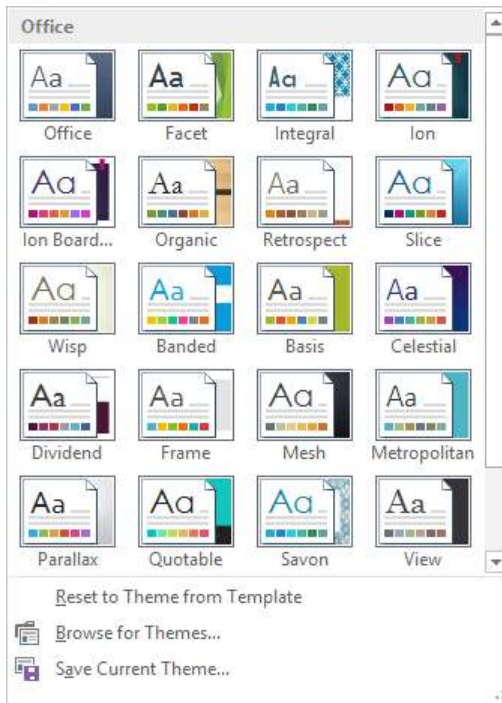 Office
Aa Aa Aa Aa
Office Facet Integral Ion
Aa Aa Aa Aa
Ion Board... Organic Retrospect Slice
Aa Aa Aa Aa
Wisp Banded Basis Celestial
Aa Aa Aa Aa
Dividend Frame Mesh Metropolitan
Aa Aa Aa Aa
Parallax Quotable Savon View
Reset to Theme from Template
Browse for Themes...
Save Current Theme...